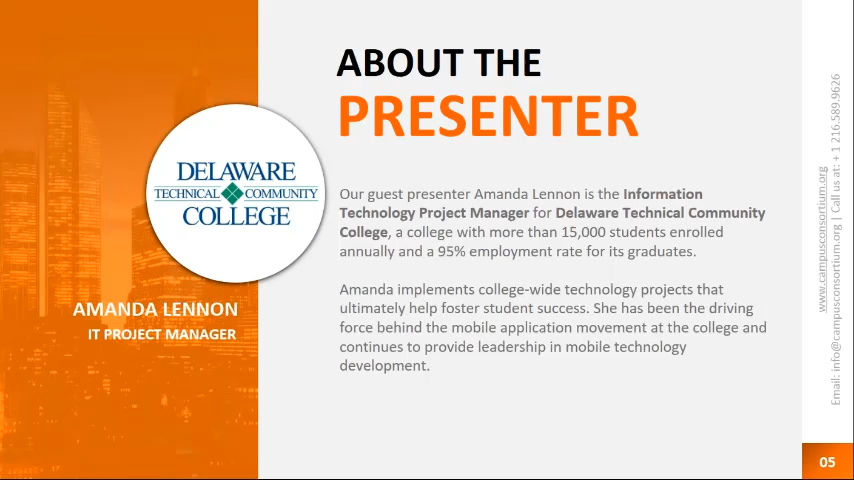 ABOUT THE
PRESENTER
DELAWARE
TECHNICAL COMMUNITY
COLLEGE
AMANDA LENNON
IT PROJECT MANAGER
Our guest presenter Amanda Lennon is the Information
Technology Project Manager for Delaware Technical Community
College, a college with more than 15,000 students enrolled
annually and a 95% employment rate for its graduates.
Amanda implements college-wide technology projects that
ultimately help foster student success. She has been the driving
force behind the mobile application movement at the college and
continues to provide leadership in mobile technology
development.
www.campusconsortium.org
Email: info@campusconsortium.org | Call us at: + 1 216.589.9626
05